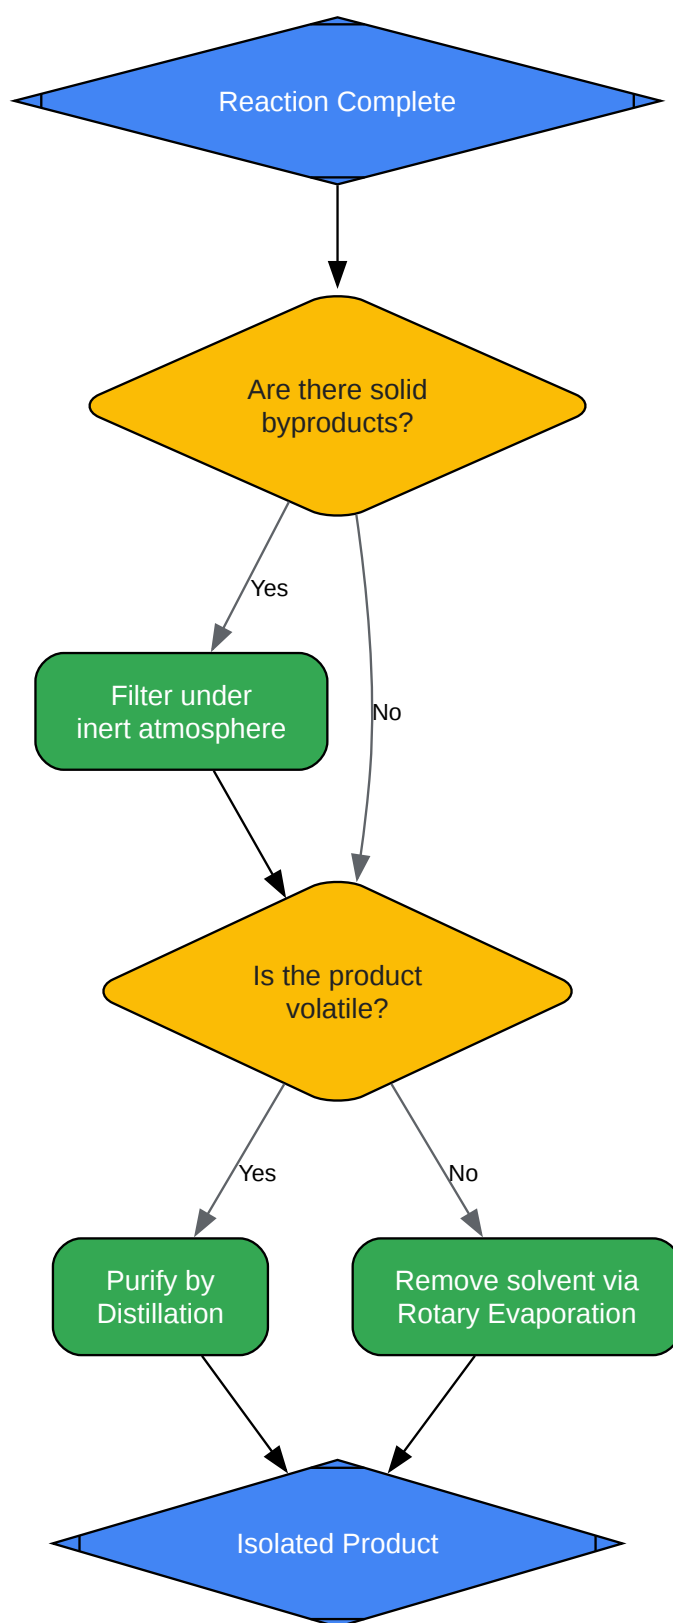 Reaction Complete
Are there solid
byproducts?
Yes
Filter under
inert atmosphere
No
Is the product
volatile?
Yes
No
Purify by
Distillation
Remove solvent via
Rotary Evaporation
Isolated Product